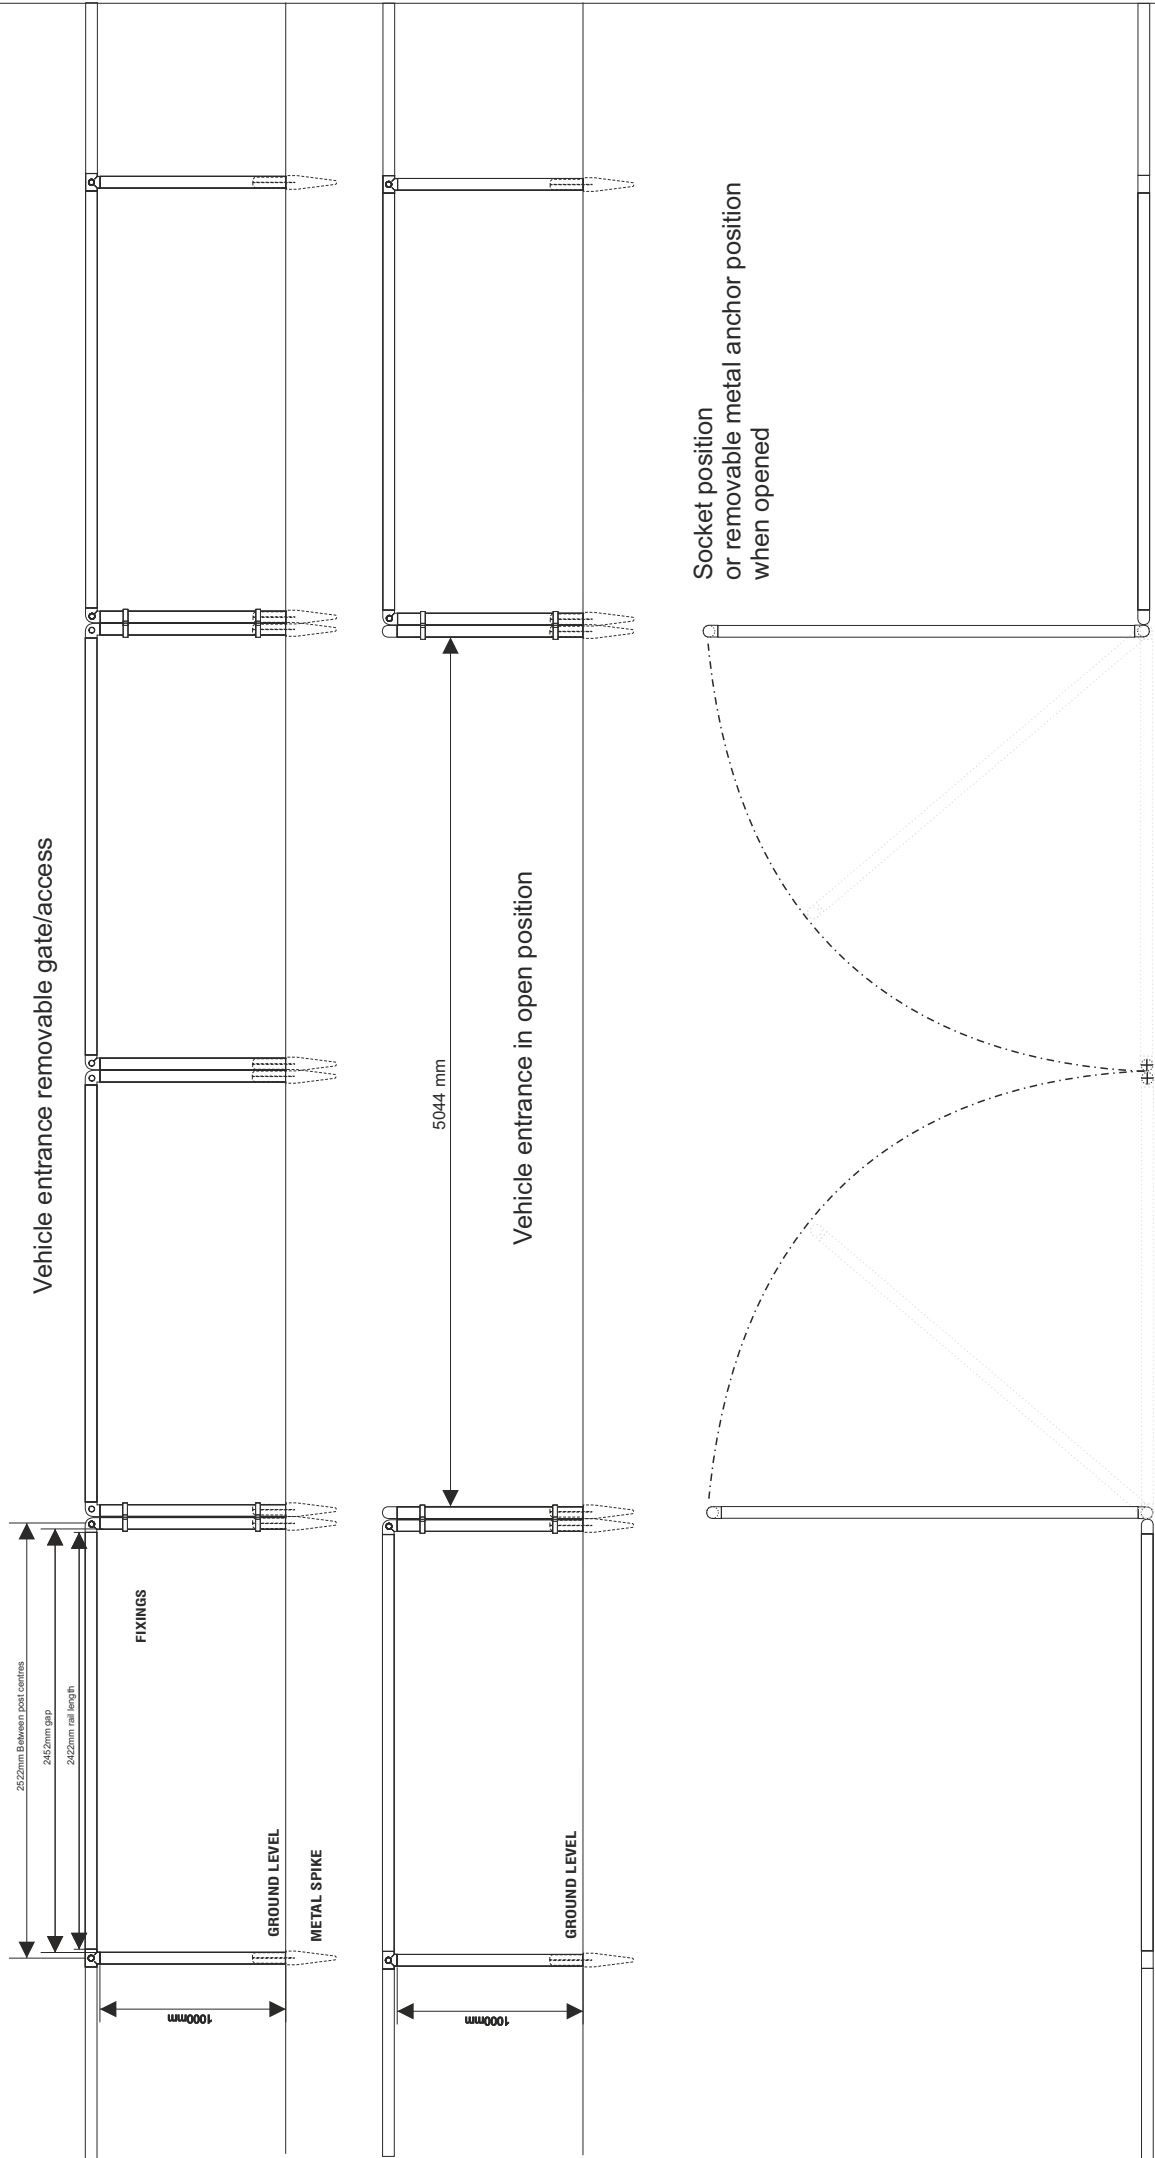 Vehicle entrance removable gate/access
2522mm Between post centres
2452mm gap
2422mm rail length
FIXINGS
GROUND LEVEL
METAL SPIKE
1000mm
5044 mm
Vehicle entrance in open position
GROUND LEVEL
1000mm
Socket position
or removable metal anchor position
when opened